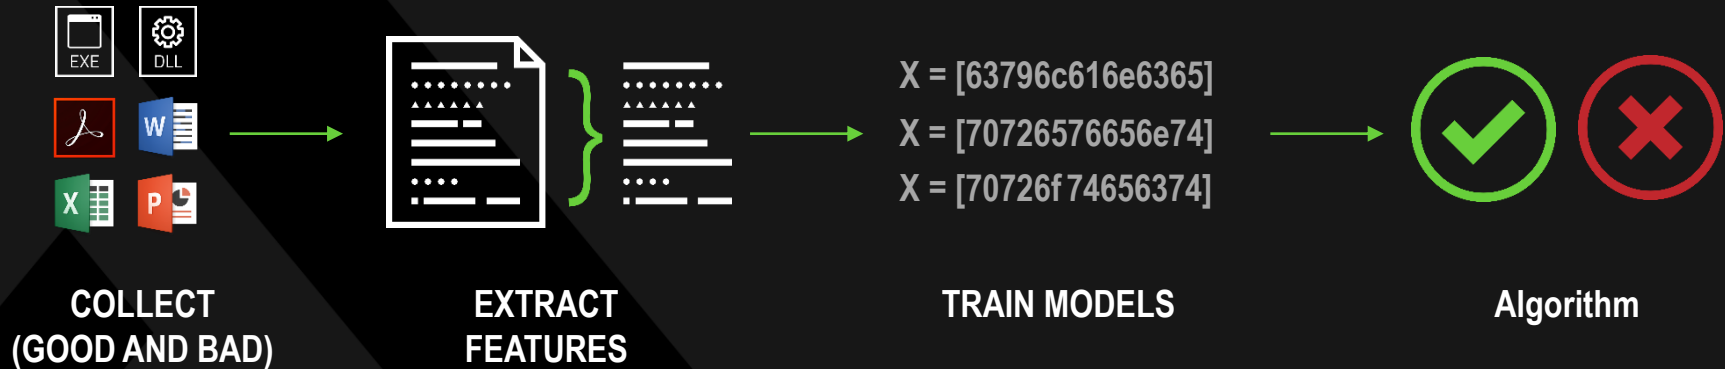 EXE
DLL
W
X
P
X = [63796c616e6365]
X = [70726576656e74]
X = [70726f74656374]
COLLECT
(GOOD AND BAD)
EXTRACT
FEATURES
TRAIN MODELS
Algorithm